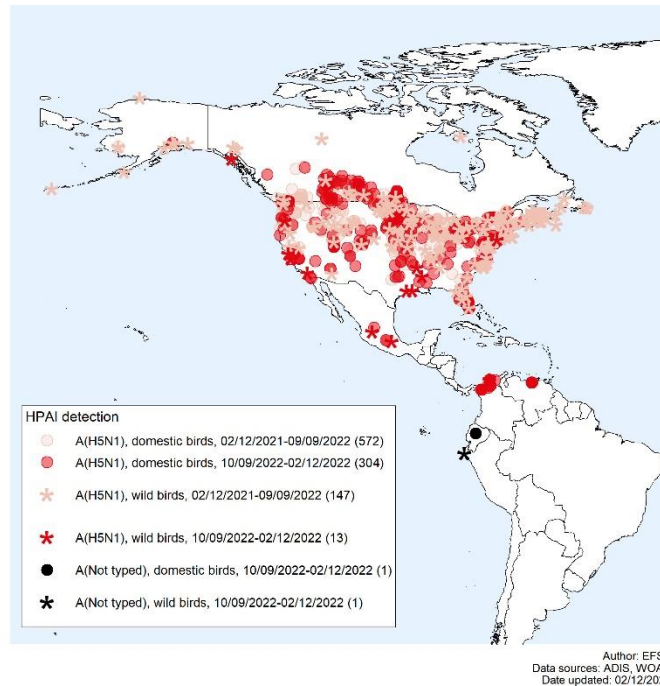 HPAI detection
A(H5N1), domestic birds, 02/12/2021-09/09/2022 (572)
A(H5N1), domestic birds, 10/09/2022-02/12/2022 (304)
A(H5N1), wild birds, 02/12/2021-09/09/2022 (147)
A(H5N1), wild birds, 10/09/2022-02/12/2022 (13)
A(Not typed), domestic birds, 10/09/2022-02/12/2022 (1)
A(Not typed), wild birds, 10/09/2022-02/12/2022 (1)
Author: EFS
Data sources: ADIS, WOA
Date updated: 02/12/202